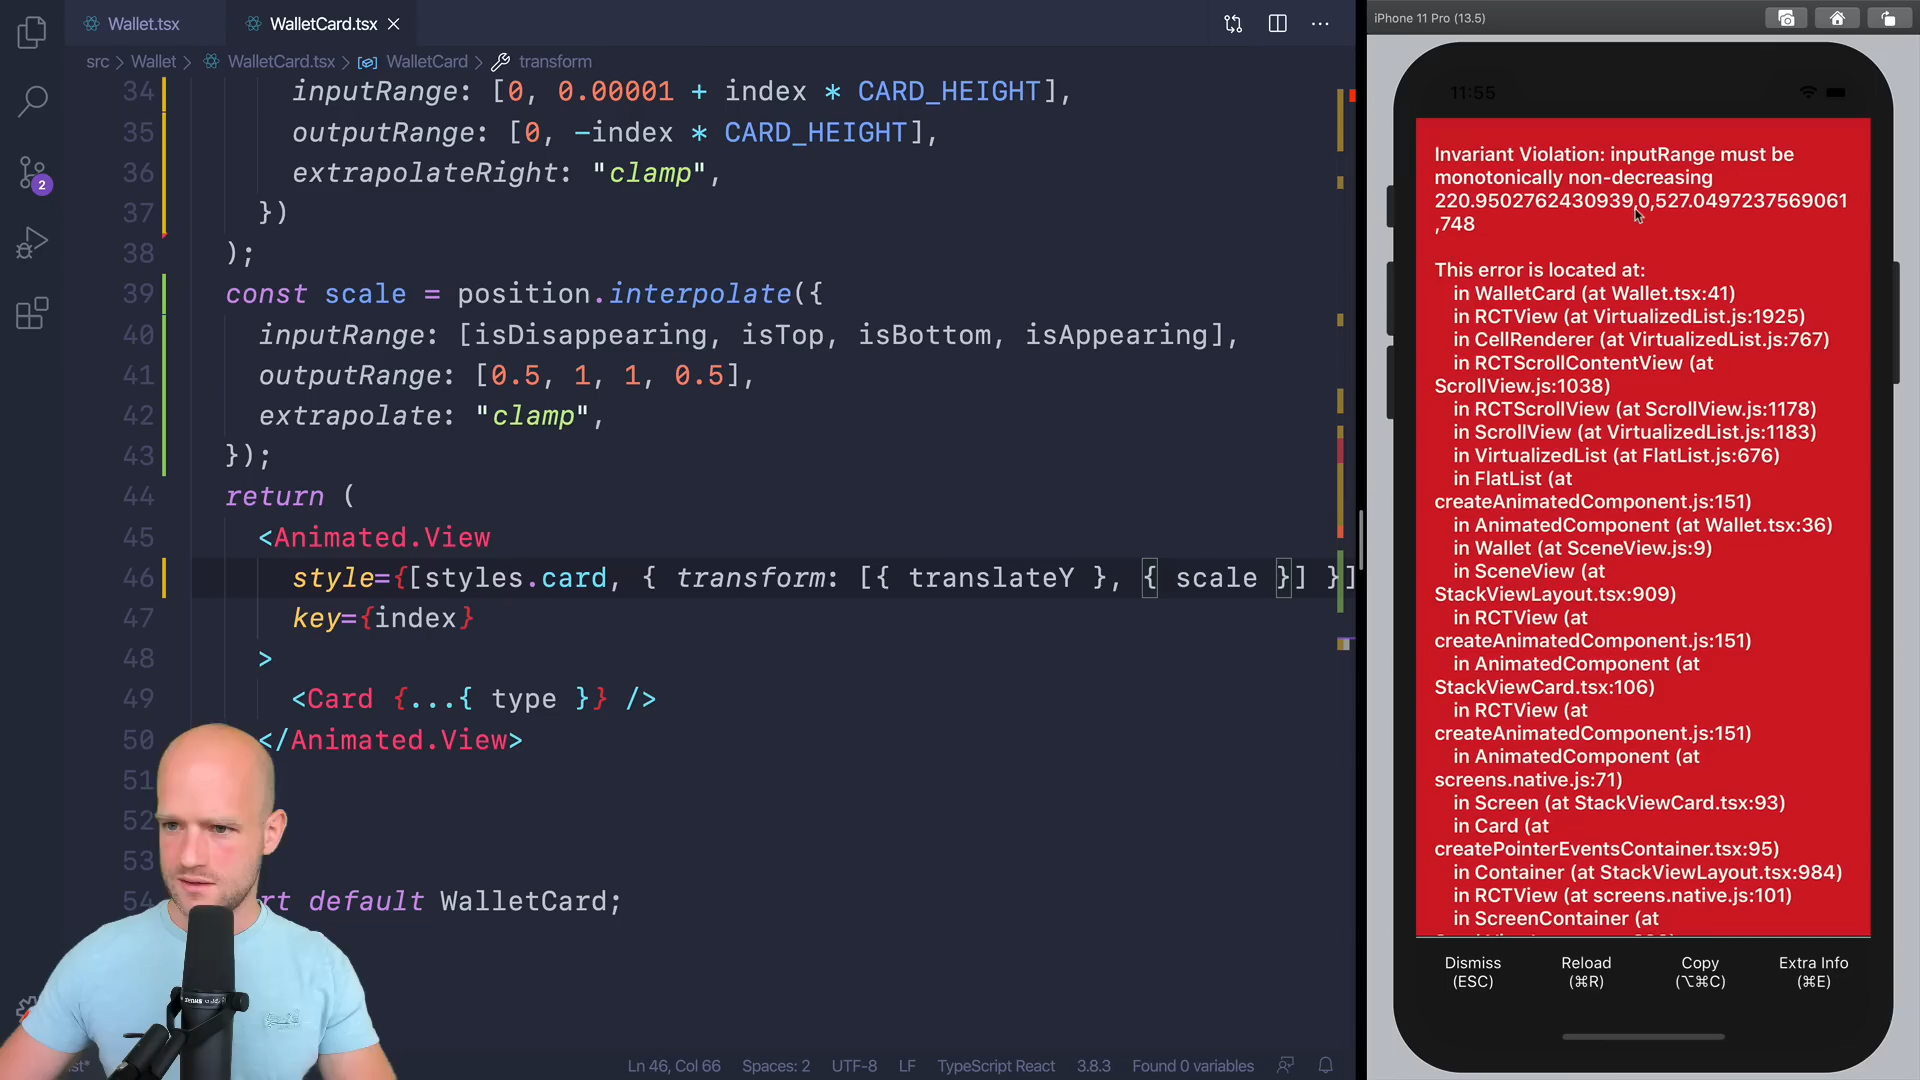 Wallet.tsx
WalletCard.tsx
src > Wallet > WalletCard.tsx > WalletCard > transform
34 inputRange: [0, 0.00001 + index * CARD_HEIGHT],
35 outputRange: [0, -index * CARD_HEIGHT],
36 extrapolateRight: "clamp",
37 })
38 );
39 const scale = position.interpolate({
40 inputRange: [isDisappearing, isTop, isBottom, isAppearing],
41 outputRange: [0.5, 1, 1, 0.5],
42 extrapolate: "clamp",
43 });
44 return (
45 <Animated.View
46 style={[styles.card, { transform: [{ translateY }, { scale }] }]
47 key={index}
48 >
49 <Card {...{ type }} />
50 </Animated.View>
51
52
53
54 rt default WalletCard;
2
Ln 46, Col 66
Spaces: 2
UTF-8
LF
TypeScript React
3.8.3
Found 0 variables
iPhone 11 Pro (13.5)
11:55
Invariant Violation: inputRange must be
monotonically non-decreasing
220.9502762430939,0,527.0497237569061
,748
This error is located at:
in WalletCard (at Wallet.tsx:41)
in RCTView (at VirtualizedList.js:1925)
in CellRenderer (at VirtualizedList.js:767)
in RCTScrollContentView (at
ScrollView.js:1038)
in RCTScrollView (at ScrollView.js:1178)
in ScrollView (at VirtualizedList.js:1183)
in VirtualizedList (at FlatList.js:676)
in FlatList (at
createAnimatedComponent.js:151)
in AnimatedComponent (at Wallet.tsx:36)
in Wallet (at SceneView.js:9)
in SceneView (at
StackViewLayout.tsx:909)
in RCTView (at
createAnimatedComponent.js:151)
in AnimatedComponent (at
StackViewCard.tsx:106)
in RCTView (at
createAnimatedComponent.js:151)
in AnimatedComponent (at
screens.native.js:71)
in Screen (at StackViewCard.tsx:93)
in Card (at
createPointerEventsContainer.tsx:95)
in Container (at StackViewLayout.tsx:984)
in RCTView (at screens.native.js:101)
in ScreenContainer (at
Dismiss
(ESC)
Reload
(⌘R)
Copy
(⌥⌘C)
Extra Info
(⌘E)